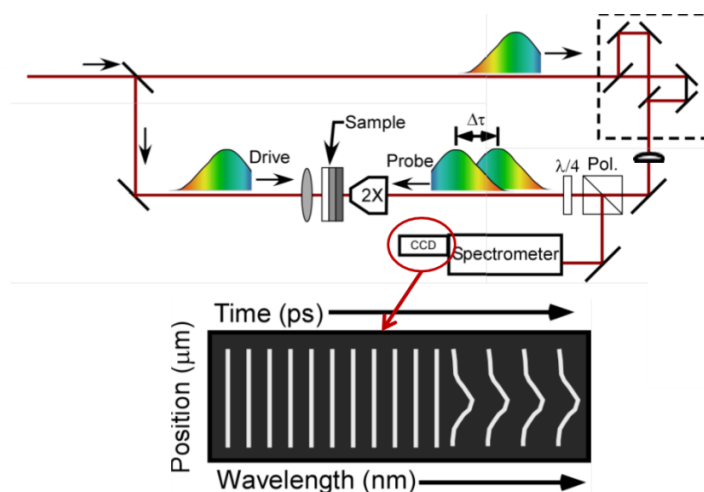 Δτ
Sample
Drive
Probe
λ/4 Pol.
2X
CCD
Spectrometer
Time (ps)
Position (μm)
Wavelength (nm)